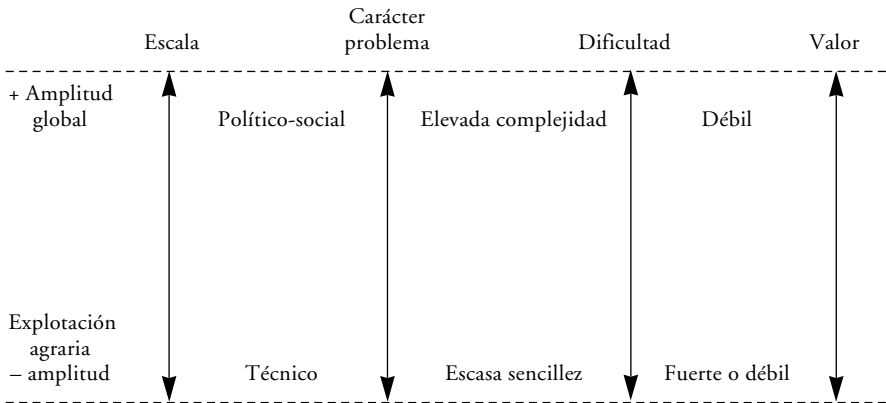 Escala
Carácter
problema
Dificultad
Valor
+ Amplitud
global
Político-social
Elevada complejidad
Débil
Explotación
agraria
– amplitud
Técnico
Escasa sencillez
Fuerte o débil